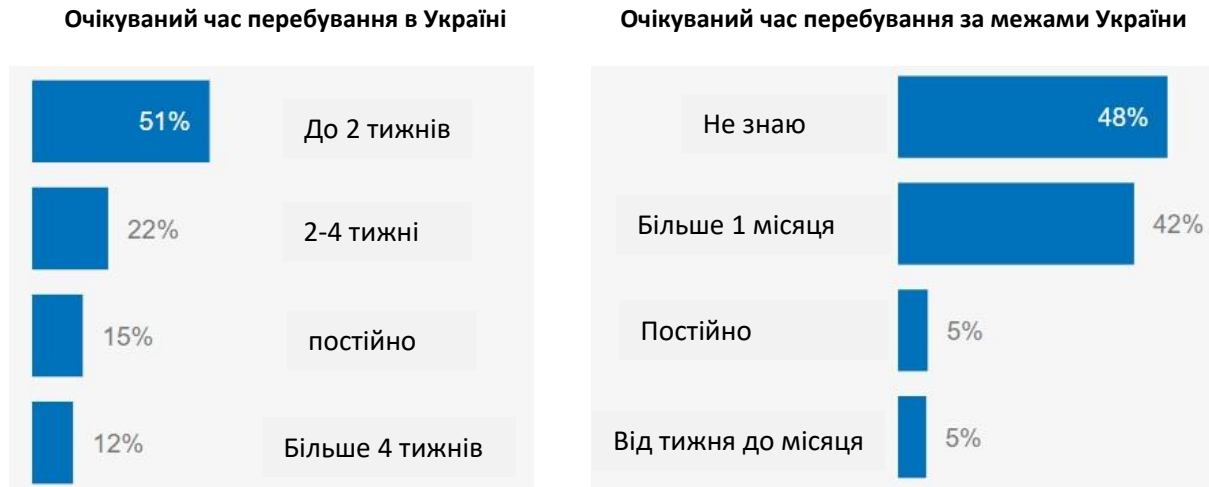 Очікуваний час перебування в Україні
51%
До 2 тижнів
22%
2-4 тижні
15%
постійно
12%
Більше 4 тижнів
Очікуваний час перебування за межами України
Не знаю
48%
Більше 1 місяця
42%
Постійно
5%
Від тижня до місяця
5%